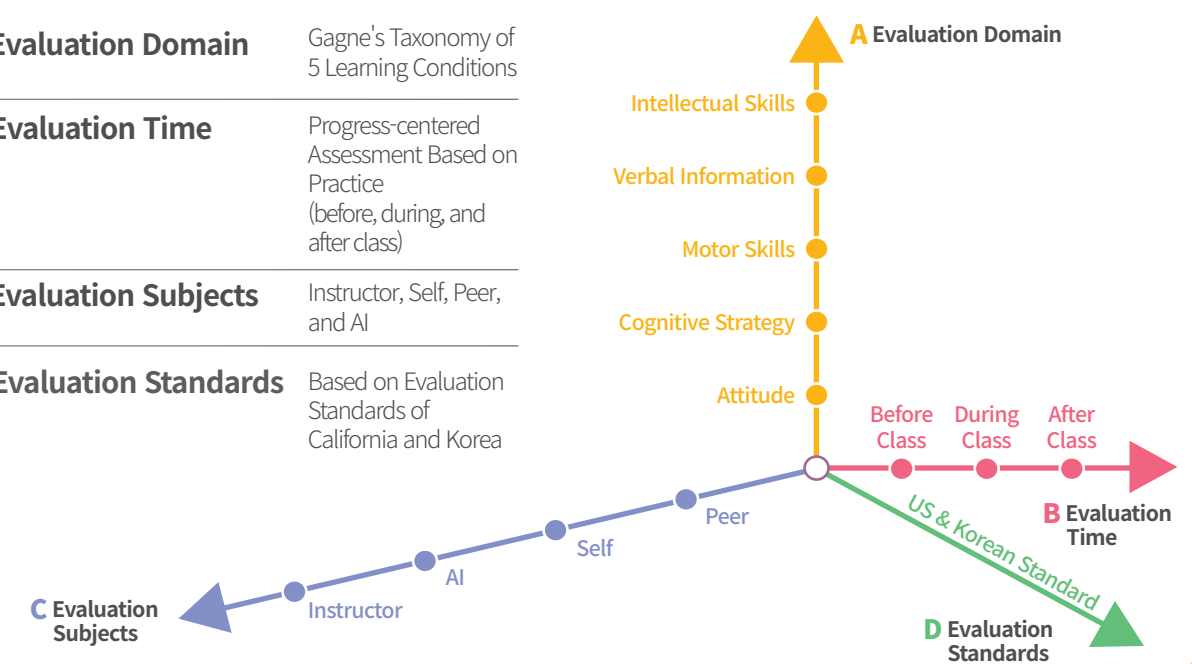 Evaluation Domain
Gagne's Taxonomy of
5 Learning Conditions
Evaluation Time
Progress-centered
Assessment Based on
Practice
(before, during, and
after class)
Evaluation Subjects
Instructor, Self, Peer,
and AI
Evaluation Standards
Based on Evaluation
Standards of
California and Korea
A Evaluation Domain
Intellectual Skills
Verbal Information
Motor Skills
Cognitive Strategy
Attitude
Before
Class
During
Class
After
Class
B Evaluation
Time
US & Korean Standard
D Evaluation
Standards
Peer
Self
AI
Instructor
C Evaluation
Subjects